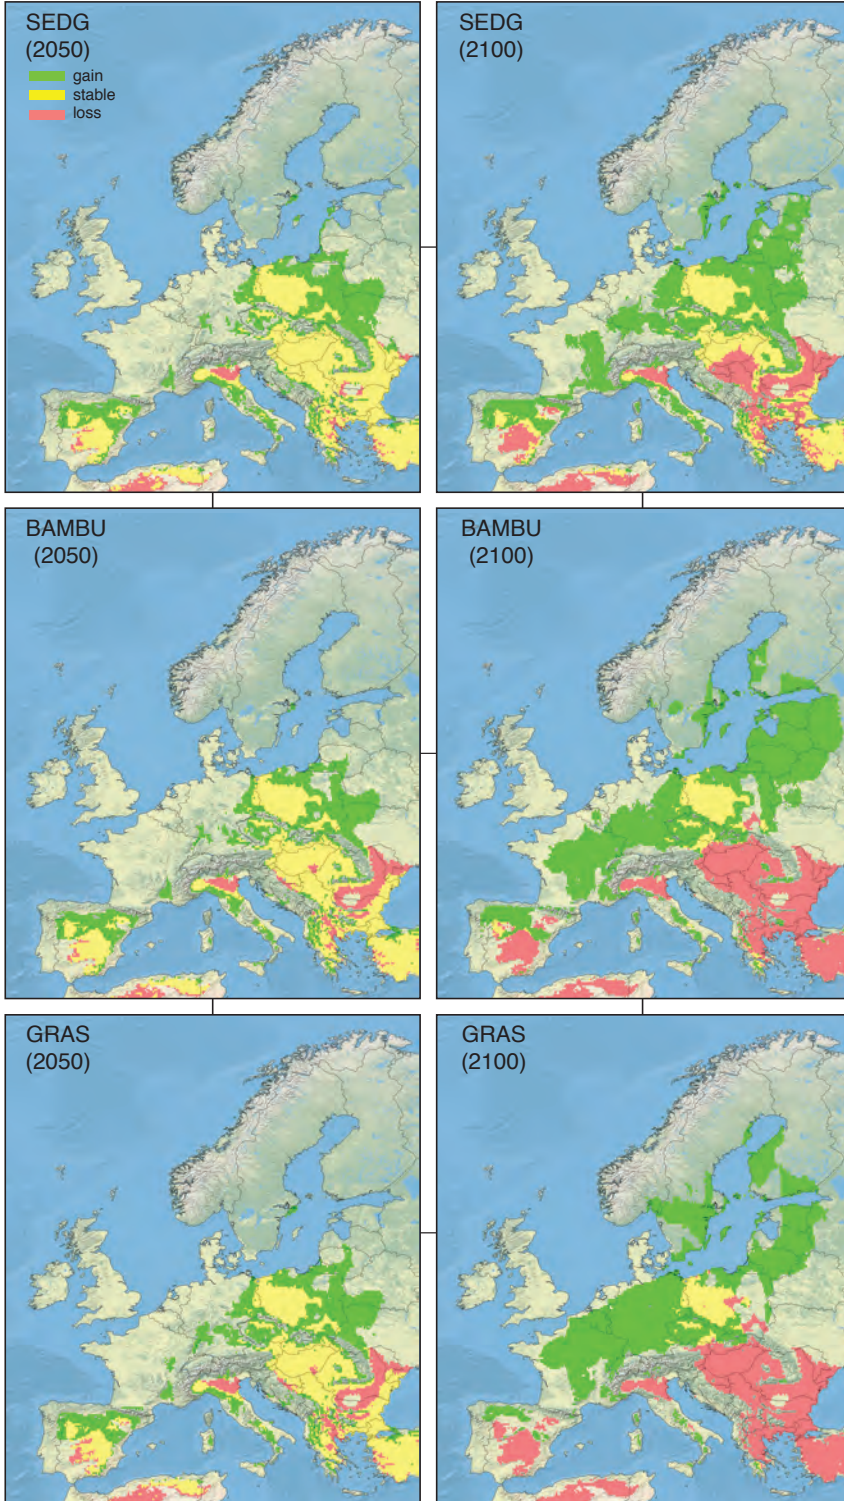 SEDG
(2050)
gain
stable
loss
SEDG
(2100)
BAMBU
(2050)
BAMBU
(2100)
GRAS
(2050)
GRAS
(2100)